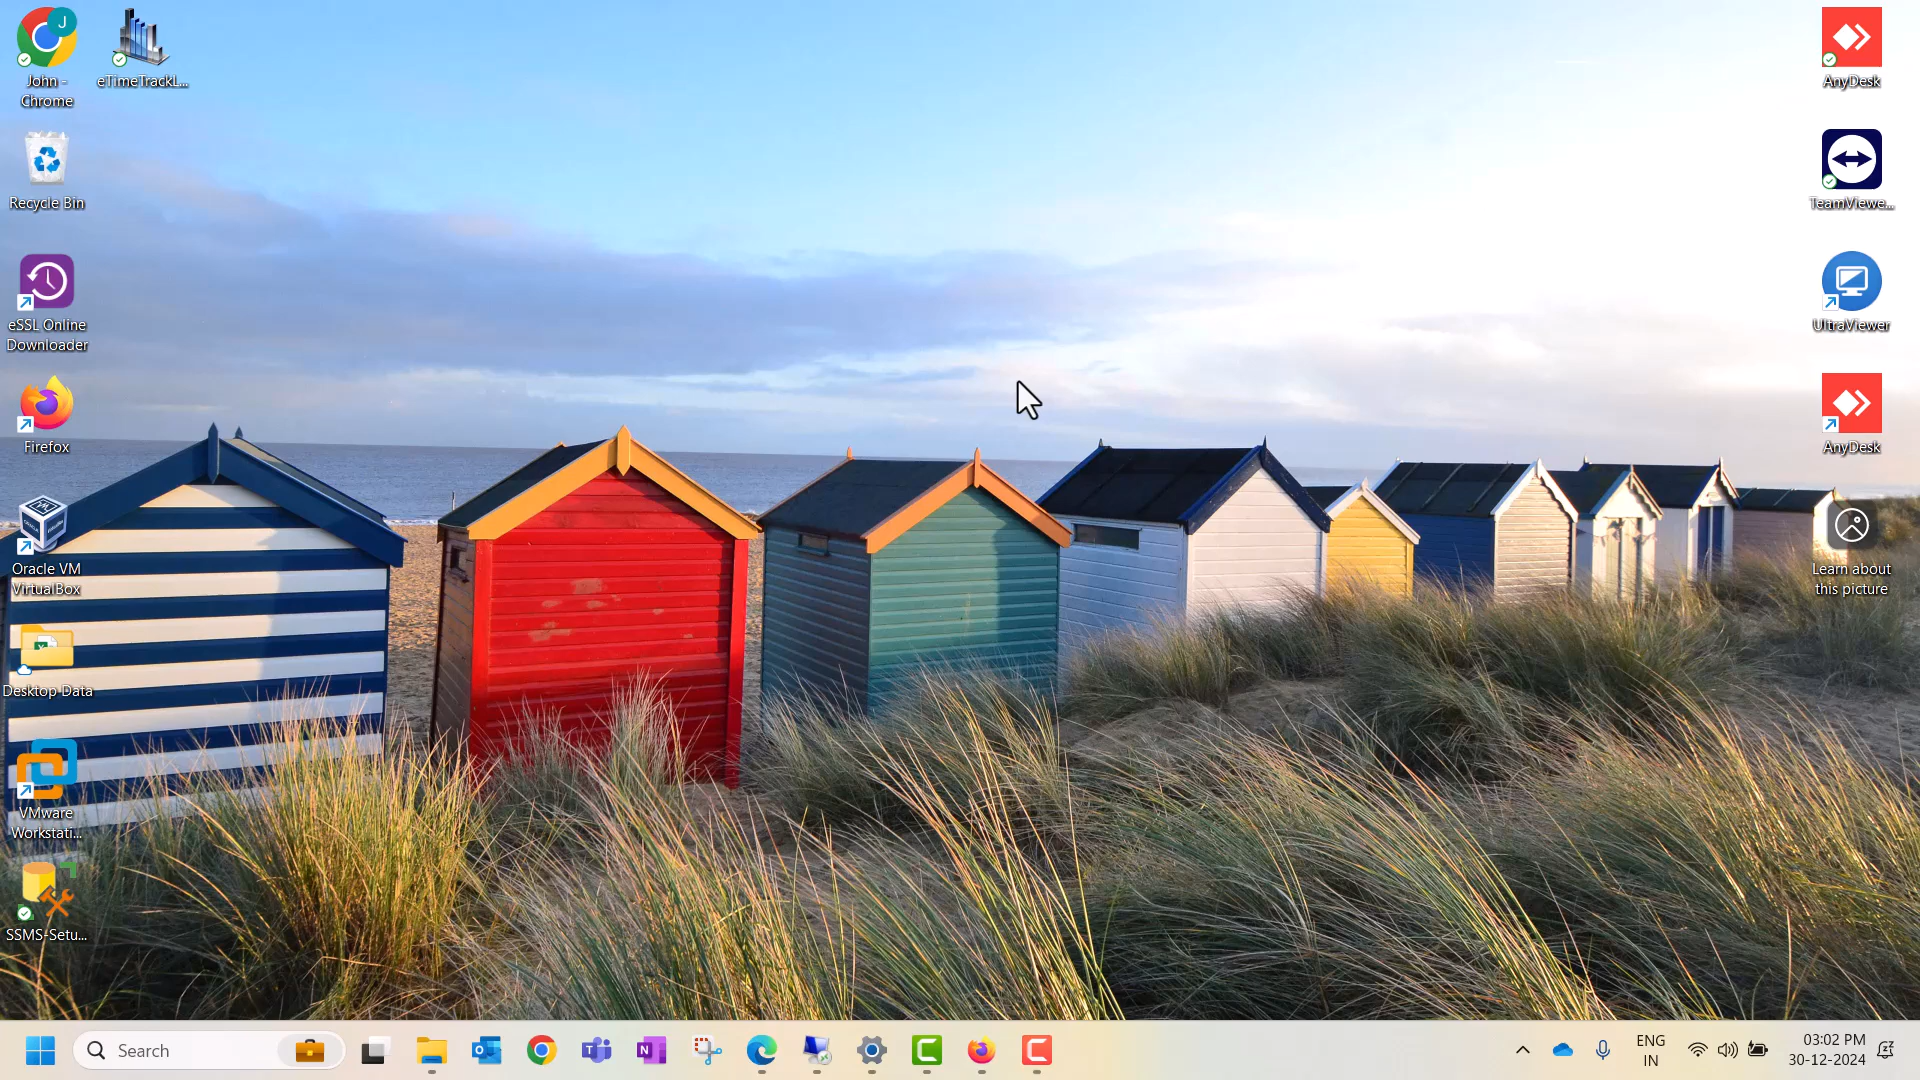 John -
Chrome
eTimeTrackL...
Recycle Bin
eSSL Online
Downloader
Firefox
Oracle VM
VirtualBox
Desktop Data
VMware
Workstati...
SSMS-Setu...
AnyDesk
TeamViewe...
UltraViewer
AnyDesk
Learn about
this picture
Search
ENG
IN
03:02 PM
30-12-2024